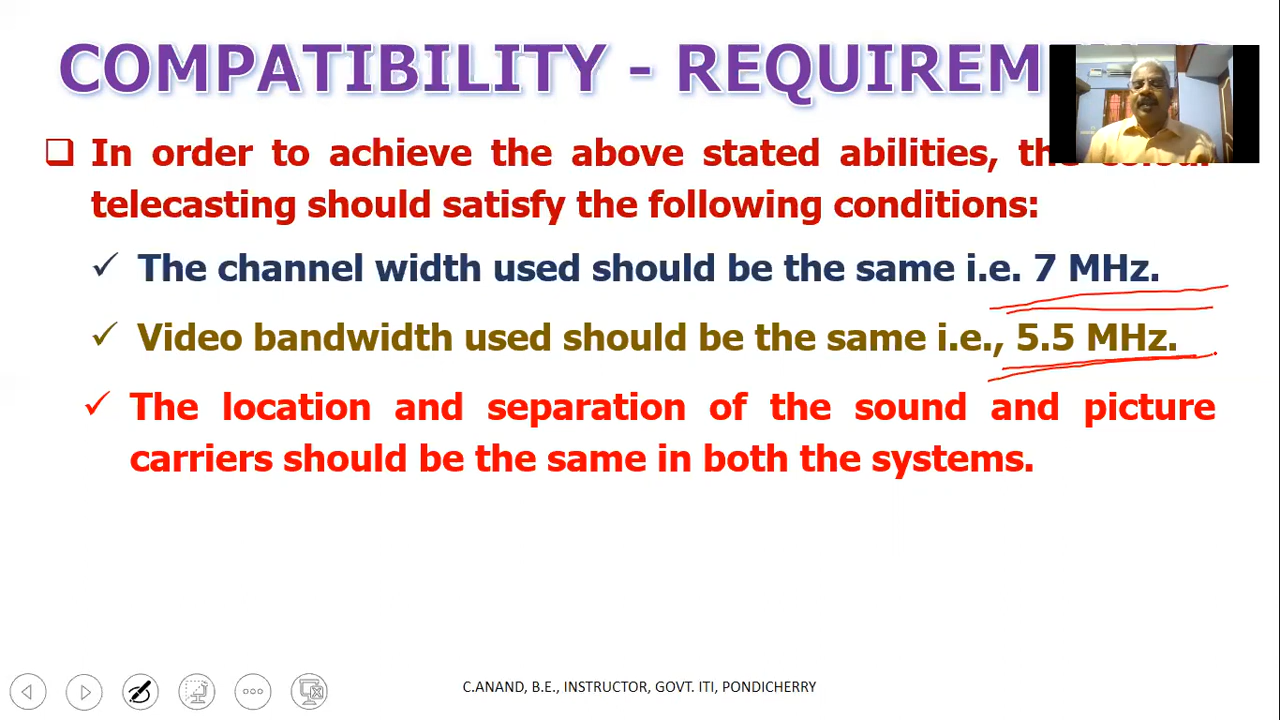 COMPATIBILITY - REQUIREM
In order to achieve the above stated abilities, the colour
telecasting should satisfy the following conditions:
The channel width used should be the same i.e. 7 MHz.
Video bandwidth used should be the same i.e., 5.5 MHz.
The location and separation of the sound and picture
carriers should be the same in both the systems.
C.ANAND, B.E., INSTRUCTOR, GOVT. ITI, PONDICHERRY